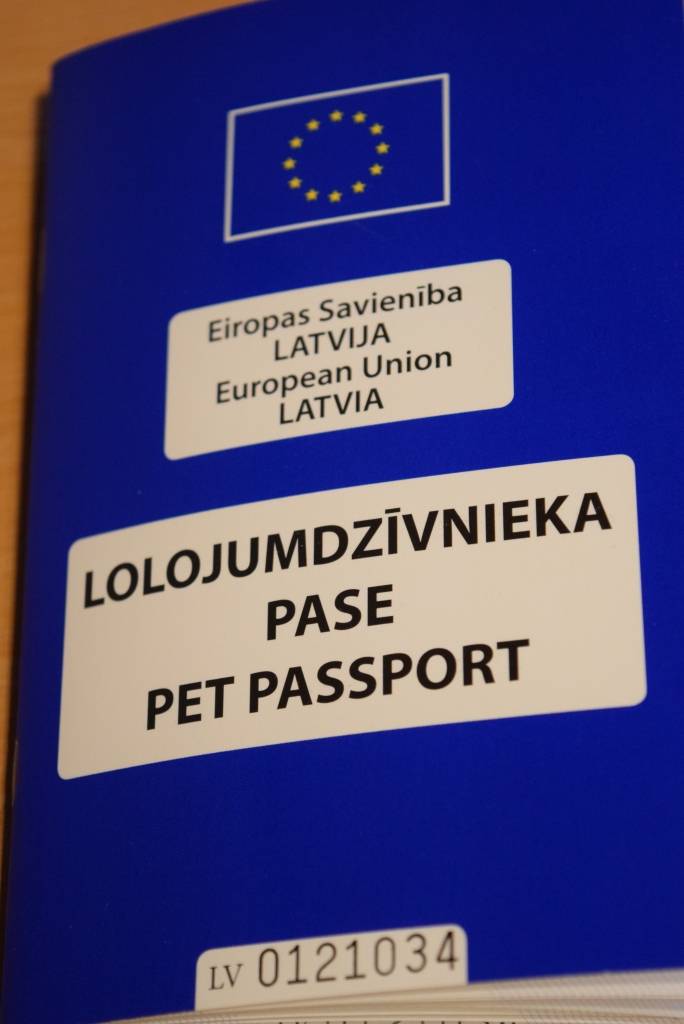 Eiropas Savienība
LATVIJA
European Union
LATVIA
LOLOJUMDZĪVNIEKA
PASE
PET PASSPORT
LV 0121034